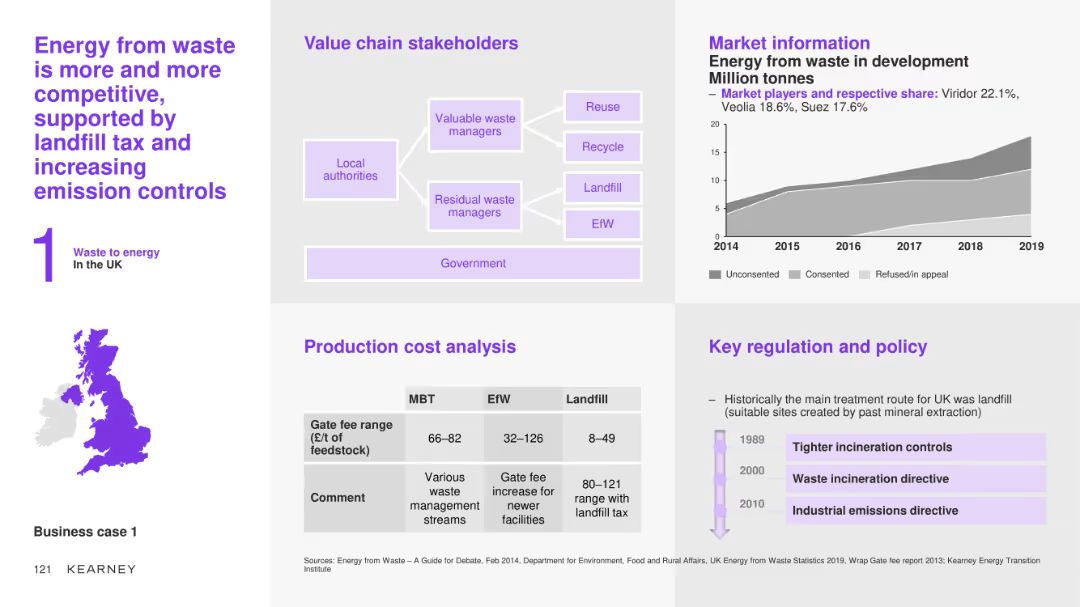 Energy from waste
is more and more
competitive,
supported by
landfill tax and
increasing
emission controls
1
Waste to energy
In the UK
Business case 1
121 KEARNEY
Value chain stakeholders
Local
authorities
Valuable waste
managers
Residual waste
managers
Reuse
Recycle
Landfill
EfW
Government
Market information
Energy from waste in development
Million tonnes
– Market players and respective share: Viridor 22.1%,
Veolia 18.6%, Suez 17.6%
20
15
10
5
0
2014 2015 2016 2017 2018 2019
Unconsented Consented Refused/in appeal
Production cost analysis
MBT EfW Landfill
Gate fee range
(£/t of
feedstock)
66–82 32–126 8–49
Comment
Various
waste
management
streams
Gate fee
increase for
newer
facilities
80–121
range with
landfill tax
Key regulation and policy
– Historically the main treatment route for UK was landfill
(suitable sites created by past mineral extraction)
1989 Tighter incineration controls
2000 Waste incineration directive
2010 Industrial emissions directive
Sources: Energy from Waste – A Guide for Debate, Feb 2014, Department for Environment, Food and Rural Affairs, UK Energy from Waste Statistics 2019, Wrap Gate fee report 2013; Kearney Energy Transition
Institute